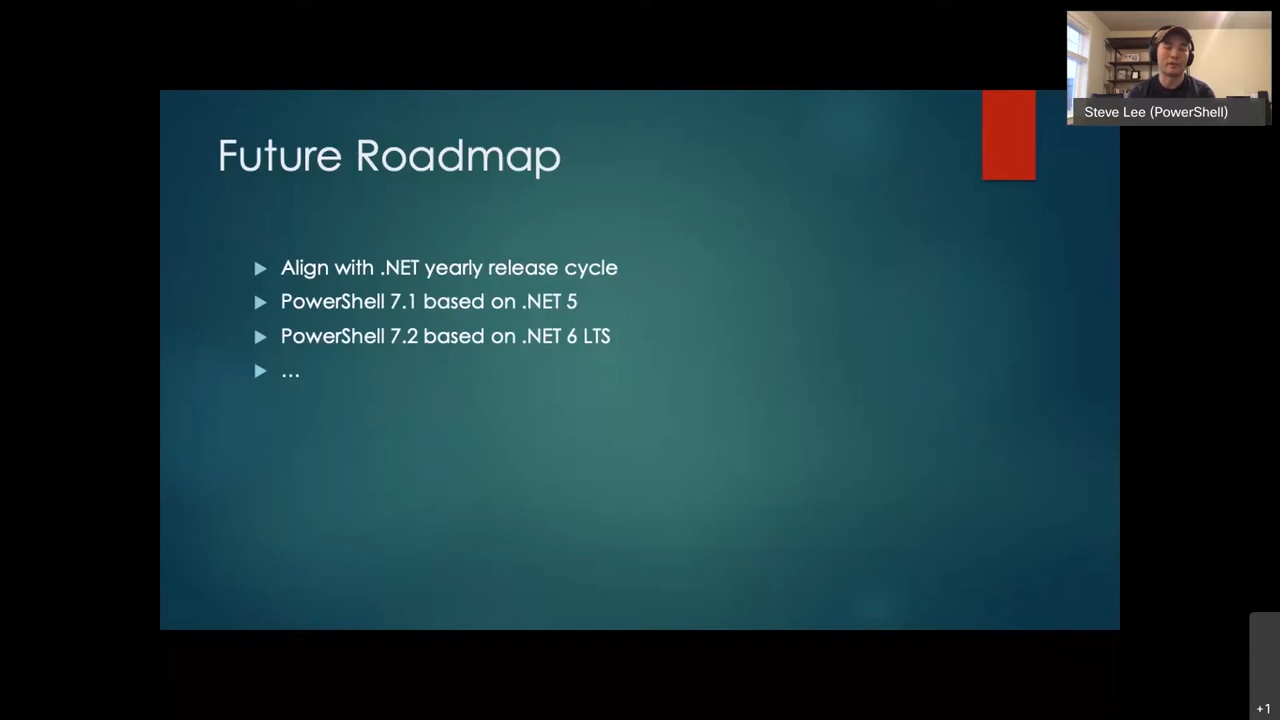 Steve Lee (PowerShell)
Future Roadmap
Align with .NET yearly release cycle
PowerShell 7.1 based on .NET 5
PowerShell 7.2 based on .NET 6 LTS
...
+1